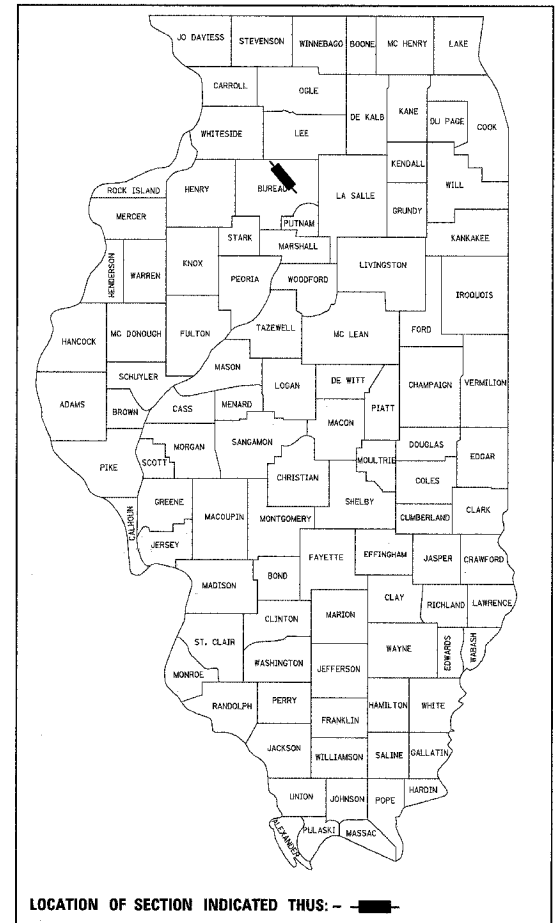 JO DAVIESS
STEVENSON
WINNEBAGO
BOONE
MC HENRY
LAKE
CARROLL
OGLE
DE KALB
KANE
DU PAGE
COOK
WHITESIDE
LEE
KENDALL
WILL
ROCK ISLAND
HENRY
BUREAU
LA SALLE
GRUNDY
MERCER
PUTNAM
STARK
MARSHALL
KANKAKEE
HENDERSON
WARREN
KNOX
PEORIA
WOODFORD
LIVINGSTON
IROQUOIS
HANCOCK
MC DONOUGH
FULTON
TAZEWELL
MC LEAN
FORD
MASON
SCHUYLER
LOGAN
DE WITT
CHAMPAIGN
VERMILION
ADAMS
BROWN
CASS
MENARD
PIATT
MACON
SANGAMON
DOUGLAS
EDGAR
PIKE
SCOTT
MORGAN
MOULTRIE
COLES
CHRISTIAN
SHELBY
CALHOUN
GREENE
MACOUPIN
MONTGOMERY
CUMBERLAND
CLARK
JERSEY
FAYETTE
EFFINGHAM
JASPER
CRAWFORD
MADISON
BOND
CLAY
RICHLAND
LAWRENCE
CLINTON
MARION
ST. CLAIR
WAYNE
EDWARDS
WABASH
MONROE
WASHINGTON
JEFFERSON
RANDOLPH
PERRY
HAMILTON
WHITE
FRANKLIN
JACKSON
WILLIAMSON
SALINE
GALLATIN
UNION
JOHNSON
POPE
HARDIN
ALEXANDER
PULASKI
MASSAC
LOCATION OF SECTION INDICATED THUS: -